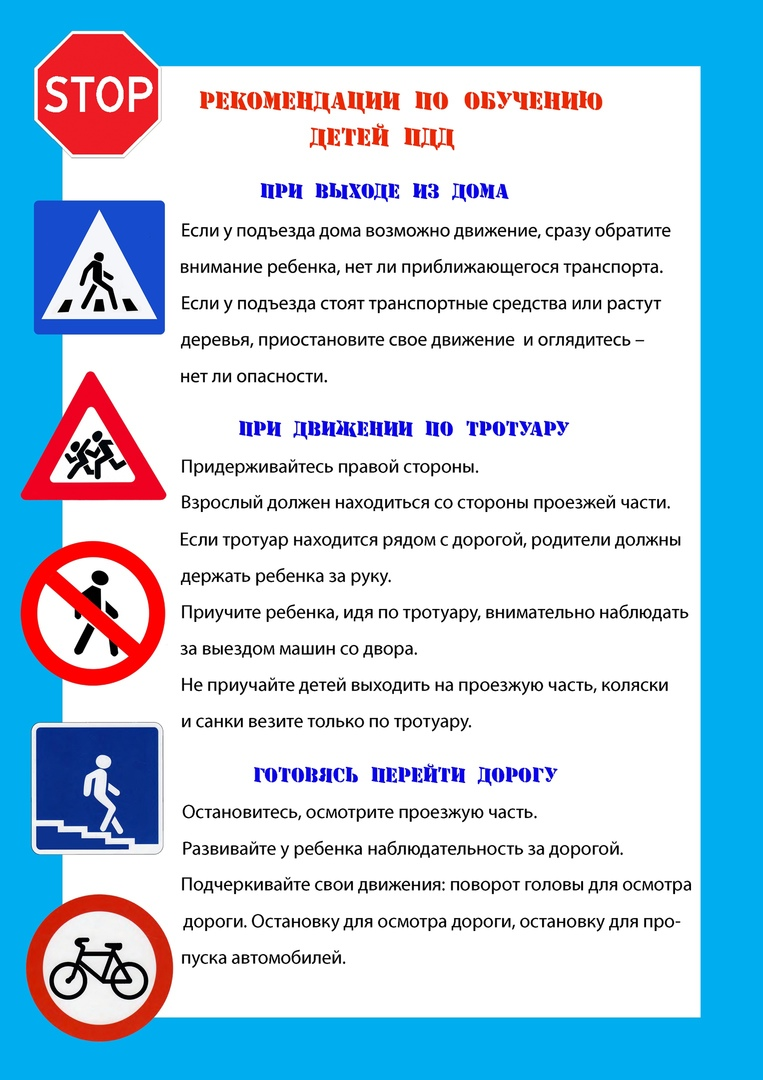 STOP
РЕКОМЕНДАЦИИ ПО ОБУЧЕНИЮ
ДЕТЕЙ ПДД
ПРИ ВЫХОДЕ ИЗ ДОМА
Если у подъезда дома возможно движение, сразу обратите
внимание ребенка, нет ли приближающегося транспорта.
Если у подъезда стоят транспортные средства или растут
деревья, приостановите свое движение и оглядитесь –
нет ли опасности.
ПРИ ДВИЖЕНИИ ПО ТРОТУАРУ
Придерживайтесь правой стороны.
Взрослый должен находиться со стороны проезжей части.
Если тротуар находится рядом с дорогой, родители должны
держать ребенка за руку.
Приучите ребенка, идя по тротуару, внимательно наблюдать
за выездом машин со двора.
Не приучайте детей выходить на проезжую часть, коляски
и санки везите только по тротуару.
ГОТОВЯСЬ ПЕРЕЙТИ ДОРОГУ
Остановитесь, осмотрите проезжую часть.
Развивайте у ребенка наблюдательность за дорогой.
Подчеркивайте свои движения: поворот головы для осмотра
дороги. Остановку для осмотра дороги, остановку для про-
пуска автомобилей.